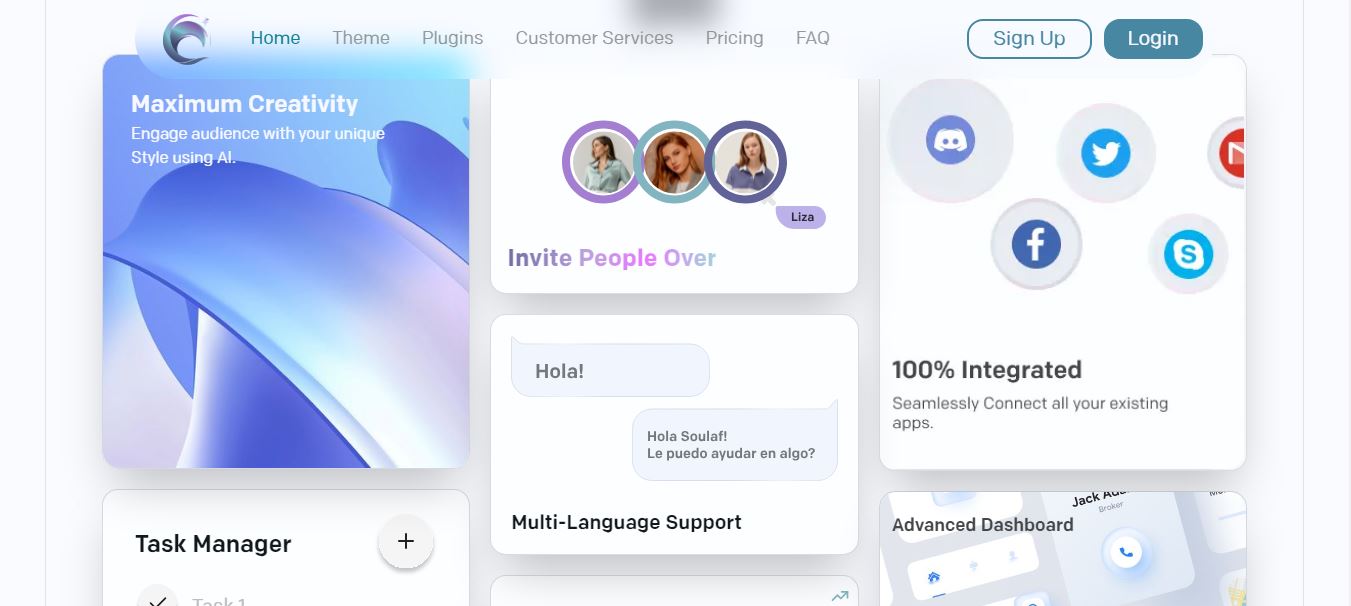 Home
Theme
Plugins
Customer Services
Pricing
FAQ
Sign Up
Login
Maximum Creativity
Engage audience with your unique
Style using AI.
Liza
Invite People Over
Hola!
Hola Soulaf!
Le puedo ayudar en algo?
Multi-Language Support
100% Integrated
Seamlessly Connect all your existing
apps.
Task Manager
Task 1
Advanced Dashboard
Jack
Broker